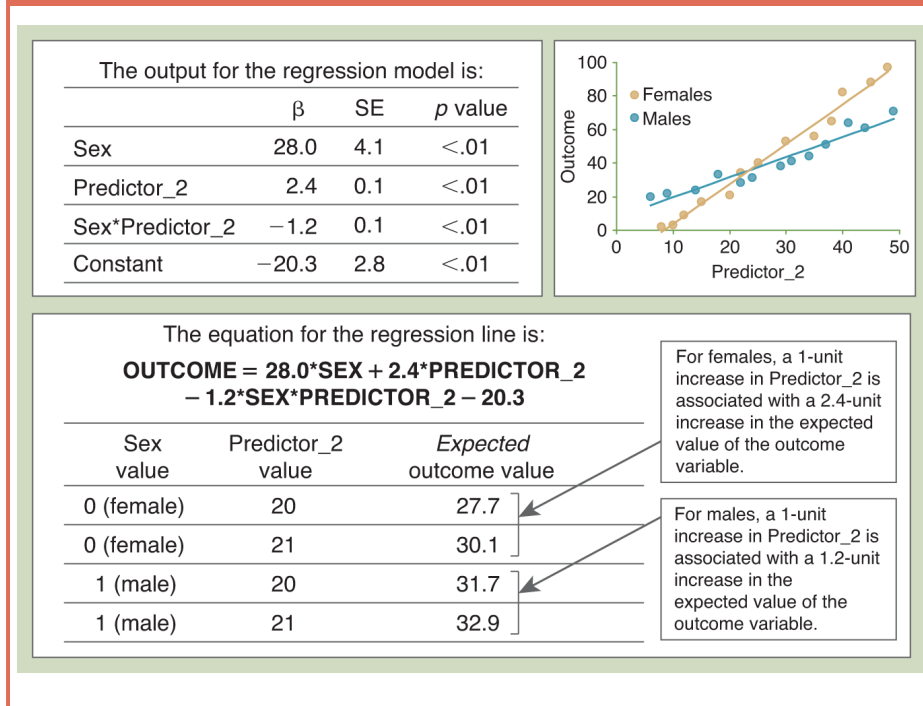 The output for the regression model is:
β SE p value
Sex 28.0 4.1 <.01
Predictor_2 2.4 0.1 <.01
Sex*Predictor_2 −1.2 0.1 <.01
Constant −20.3 2.8 <.01
100
80
60
40
20
0
Outcome
Females
Males
0 10 20 30 40 50
Predictor_2
The equation for the regression line is:
OUTCOME = 28.0*SEX + 2.4*PREDICTOR_2
− 1.2*SEX*PREDICTOR_2 − 20.3
Sex Predictor_2 Expected
value value outcome value
0 (female) 20 27.7
0 (female) 21 30.1
1 (male) 20 31.7
1 (male) 21 32.9
For females, a 1-unit
increase in Predictor_2 is
associated with a 2.4-unit
increase in the expected
value of the outcome
variable.
For males, a 1-unit
increase in Predictor_2 is
associated with a 1.2-unit
increase in the
expected value of the
outcome variable.